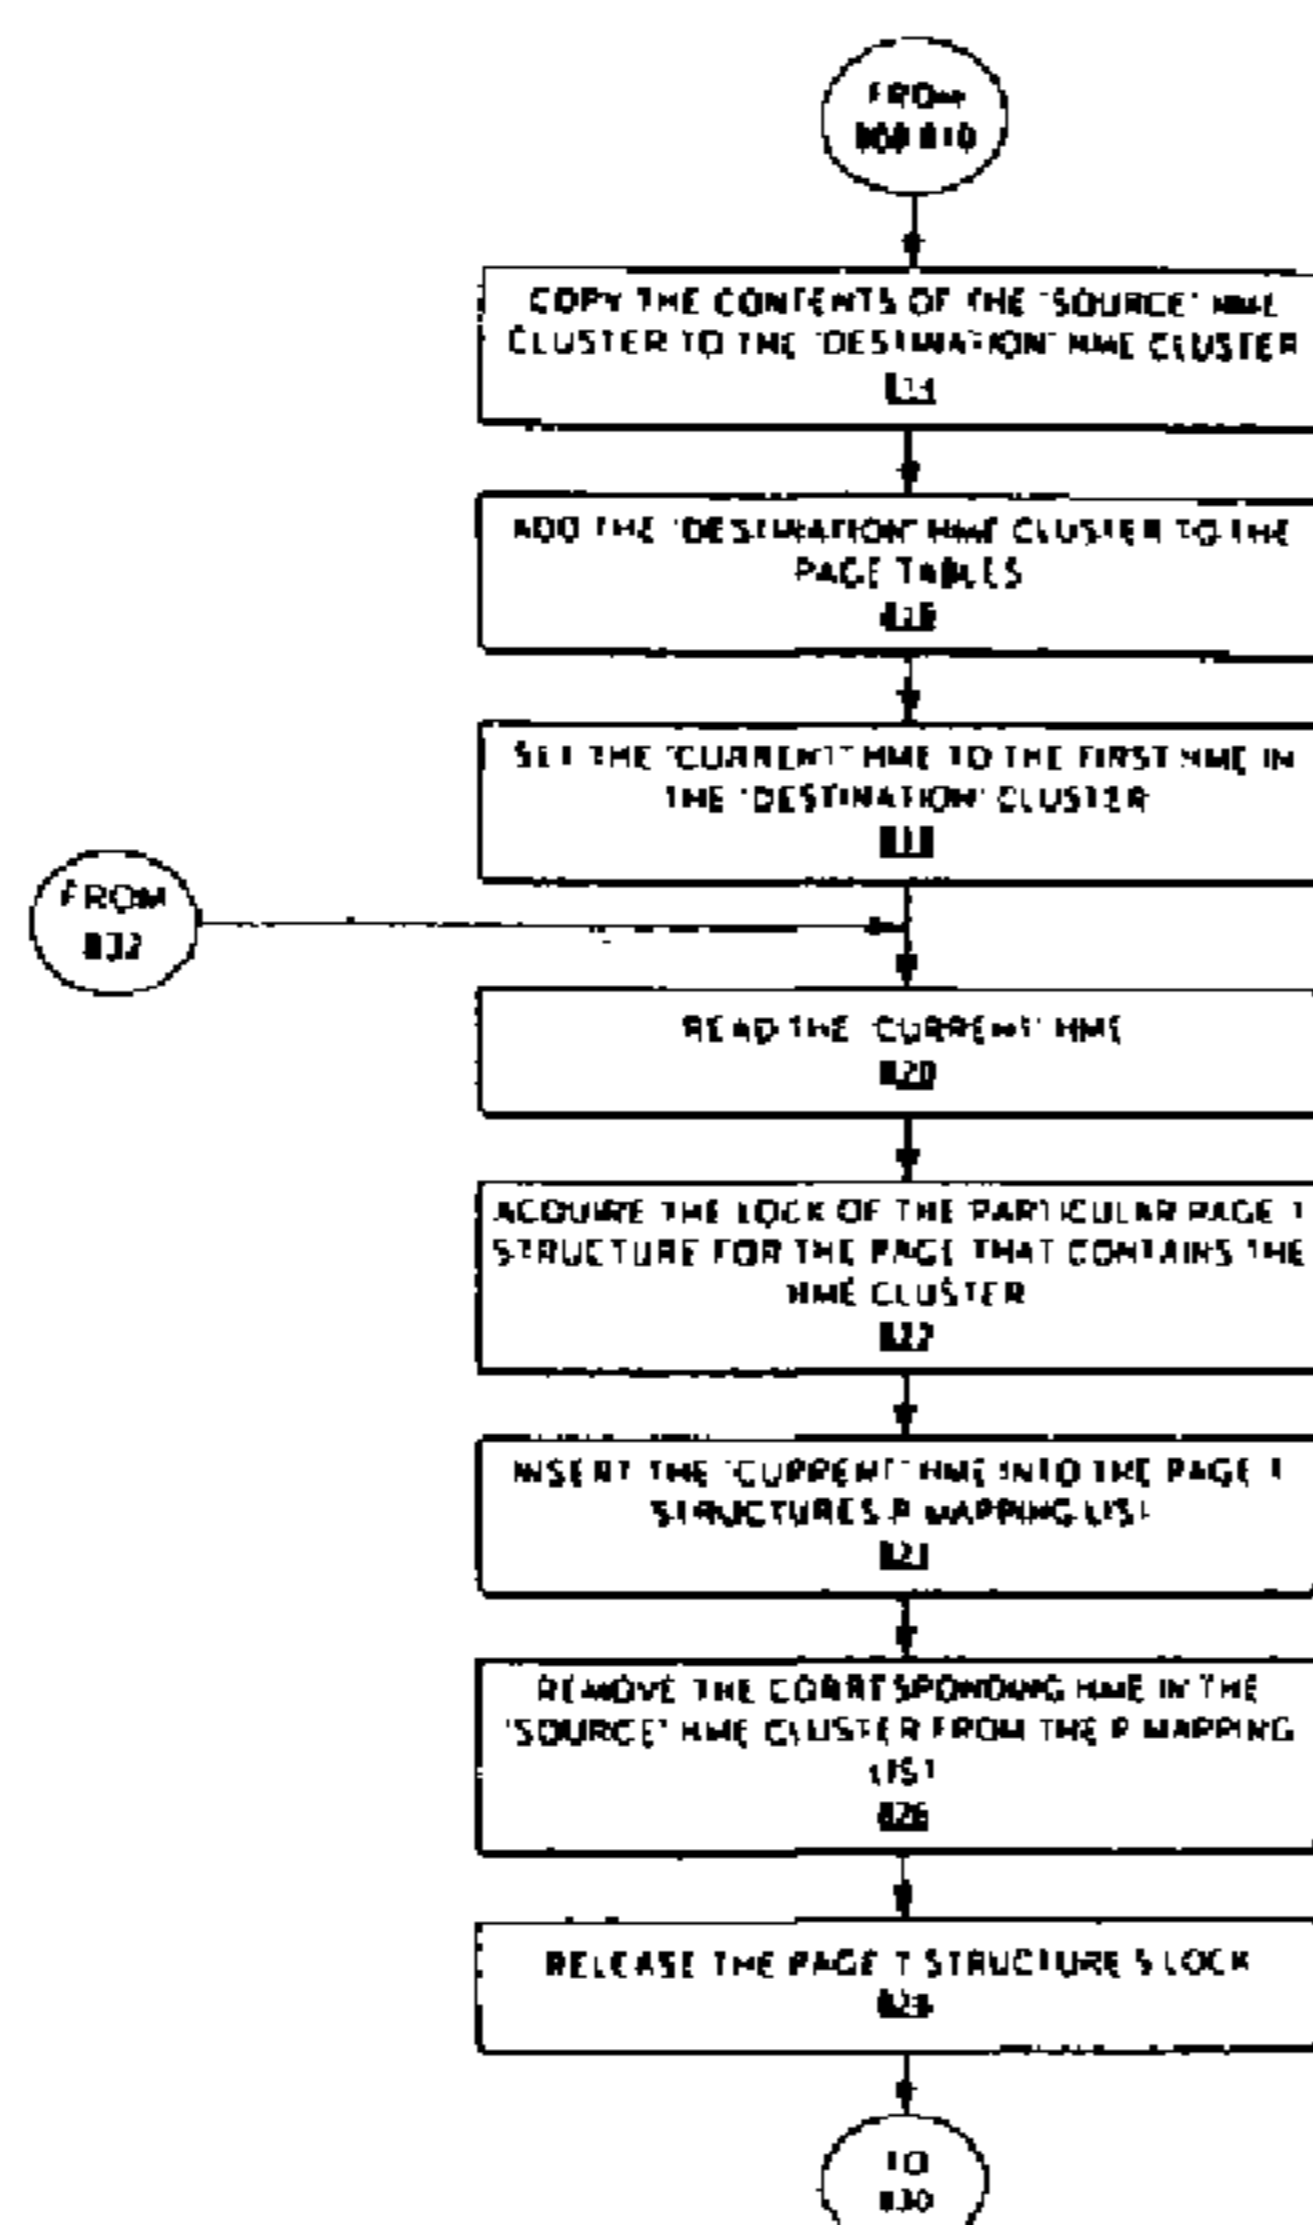 FROM
COPY THE CONTENTS OF THE "SOURCE" HME
CLUSTER TO THE "DESTINATION" HME CLUSTER
ADD THE "DESTINATION" HME CLUSTER TO THE
PAGE TABLES
SET THE "CURRENT" HME TO THE FIRST HME IN
THE "DESTINATION" CLUSTER
FROM
832
READ THE "CURRENT" HME
820
ACQUIRE THE LOCK OF THE PARTICULAR PAGE T
STRUCTURE FOR THE PAGE THAT CONTAINS THE
HME CLUSTER
822
INSERT THE "CURRENT" HME INTO THE PAGE T
STRUCTURE'S P MAPPING LIST
REMOVE THE CORRESPONDING HME IN THE
"SOURCE" HME CLUSTER FROM THE P MAPPING
LIST
826
RELEASE THE PAGE T STRUCTURE'S LOCK
TO
830